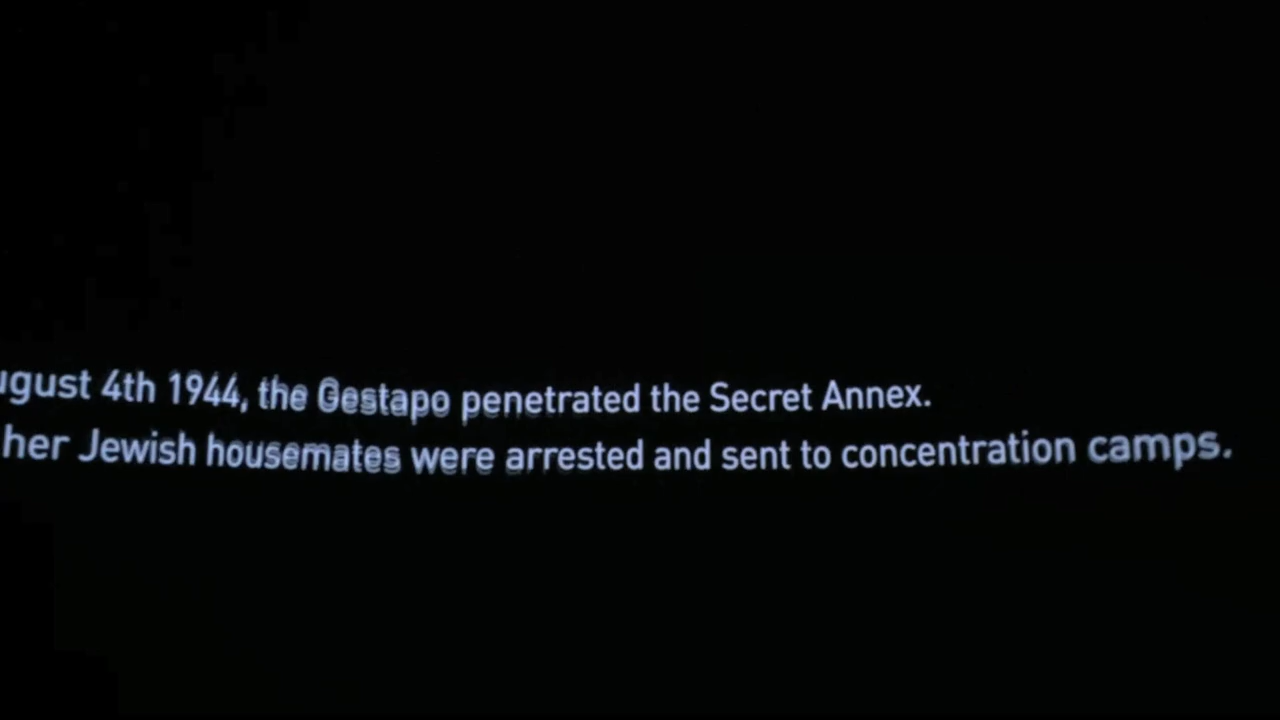 ugust 4th 1944, the Gestapo penetrated the Secret Annex.
her Jewish housemates were arrested and sent to concentration camps.